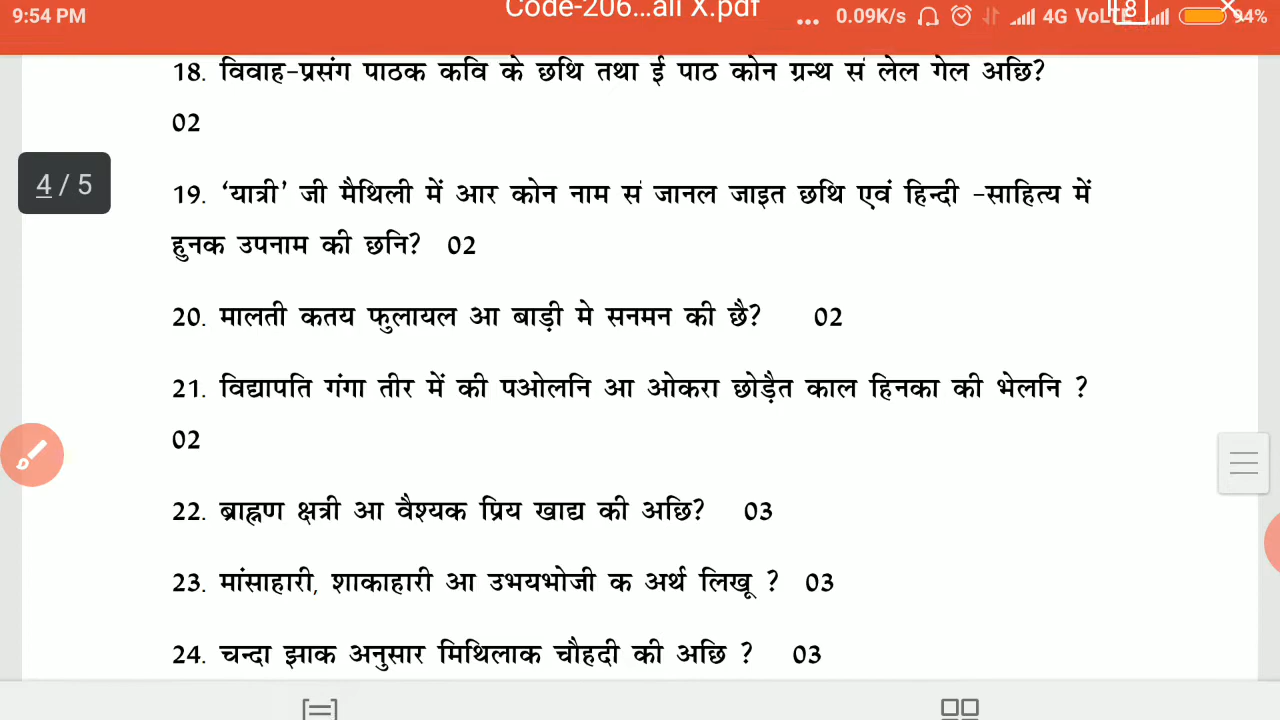 9:54 PM
Code-206...ali X.pdf
... 0.09K/s 4G VoLTE 94%
8
18. विवाह-प्रसंग पाठक कवि के छथि तथा ई पाठ कोन ग्रन्थ सं लेल गेल अछि?
02
4 / 5
19. ‘यात्री’ जी मैथिली में आर कोन नाम सं जानल जाइत छथि एवं हिन्दी -साहित्य में
हुनक उपनाम की छनि? 02
20. मालती कतय फुलायल आ बाड़ी मे सनमन की छै? 02
21. विद्यापति गंगा तीर में की पओलनि आ ओकरा छोड़ैत काल हिनका की भेलनि ?
02
22. ब्राह्मण क्षत्री आ वैश्यक प्रिय खाद्य की अछि? 03
23. मांसाहारी, शाकाहारी आ उभयभोजी क अर्थ लिखू ? 03
24. चन्दा झाक अनुसार मिथिलाक चौहदी की अछि ? 03